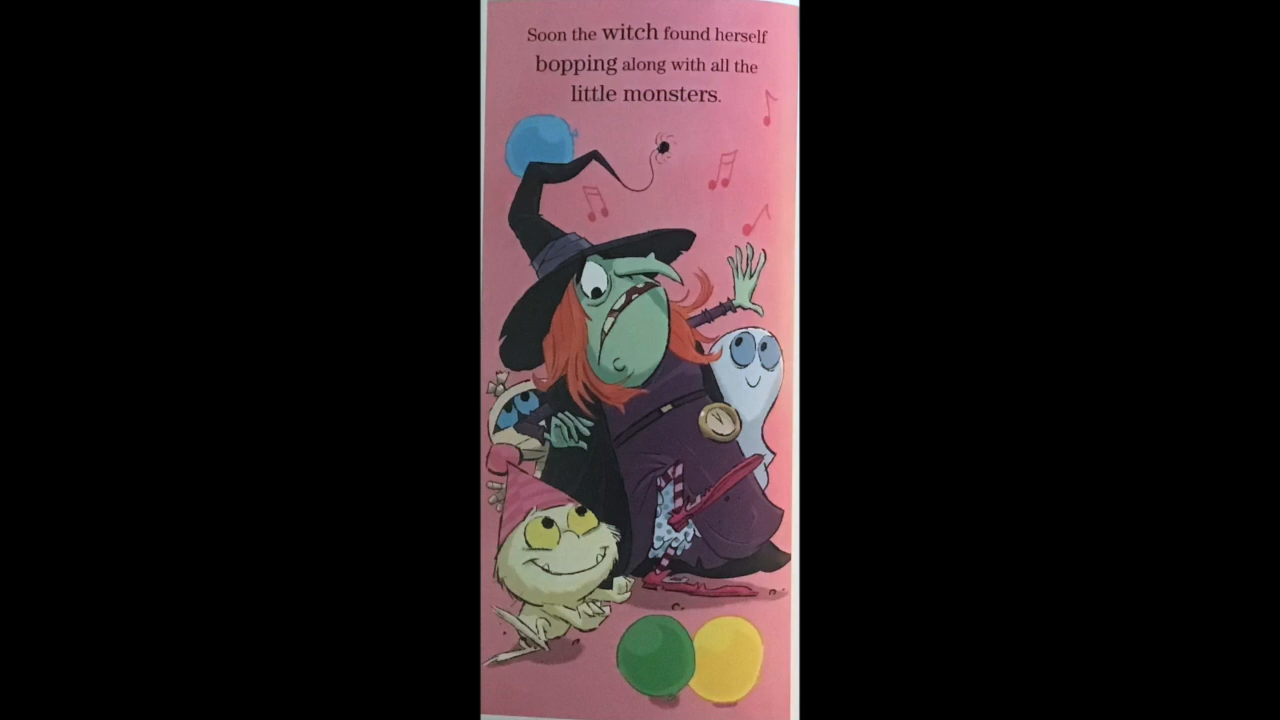 Soon the witch found herself
bopping along with all the
little monsters.